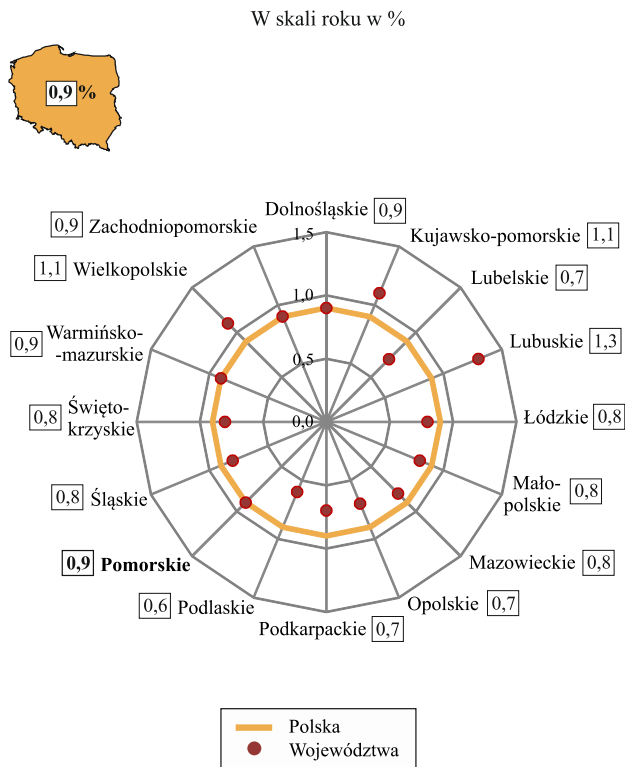 W skali roku w %
0,9 %
Dolnośląskie 0,9
Kujawsko-pomorskie 1,1
Lubelskie 0,7
Lubuskie 1,3
Łódzkie 0,8
Mało-
polskie 0,8
Mazowieckie 0,8
Opolskie 0,7
Podkarpackie 0,7
0,6 Podlaskie
0,9 Pomorskie
0,8 Śląskie
0,8 Święto-
krzyskie
0,9 Warmińsko-
-mazurskie
1,1 Wielkopolskie
0,9 Zachodniopomorskie
1,5
1,0
0,5
0,0
Polska
Województwa